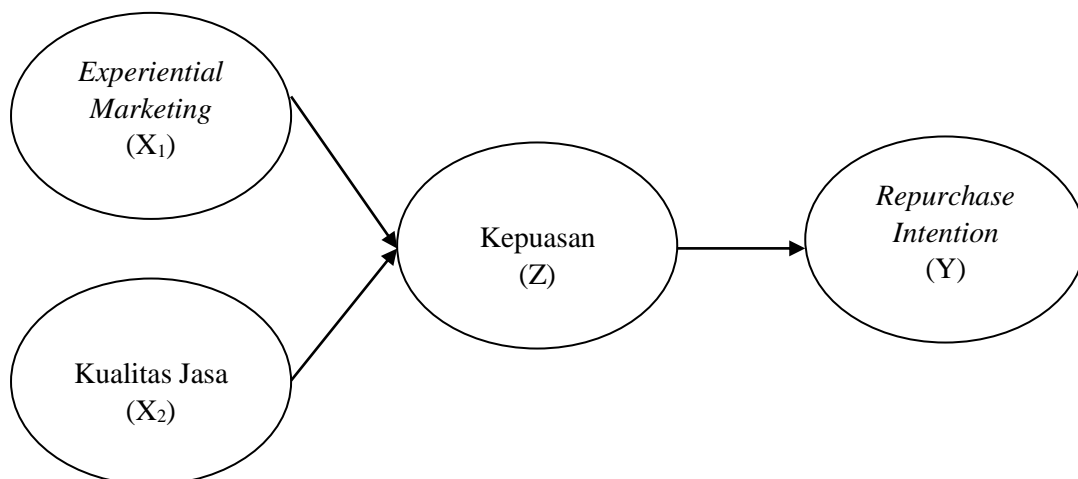 Experiential
Marketing
(X₁)
Kualitas Jasa
(X₂)
Kepuasan
(Z)
Repurchase
Intention
(Y)